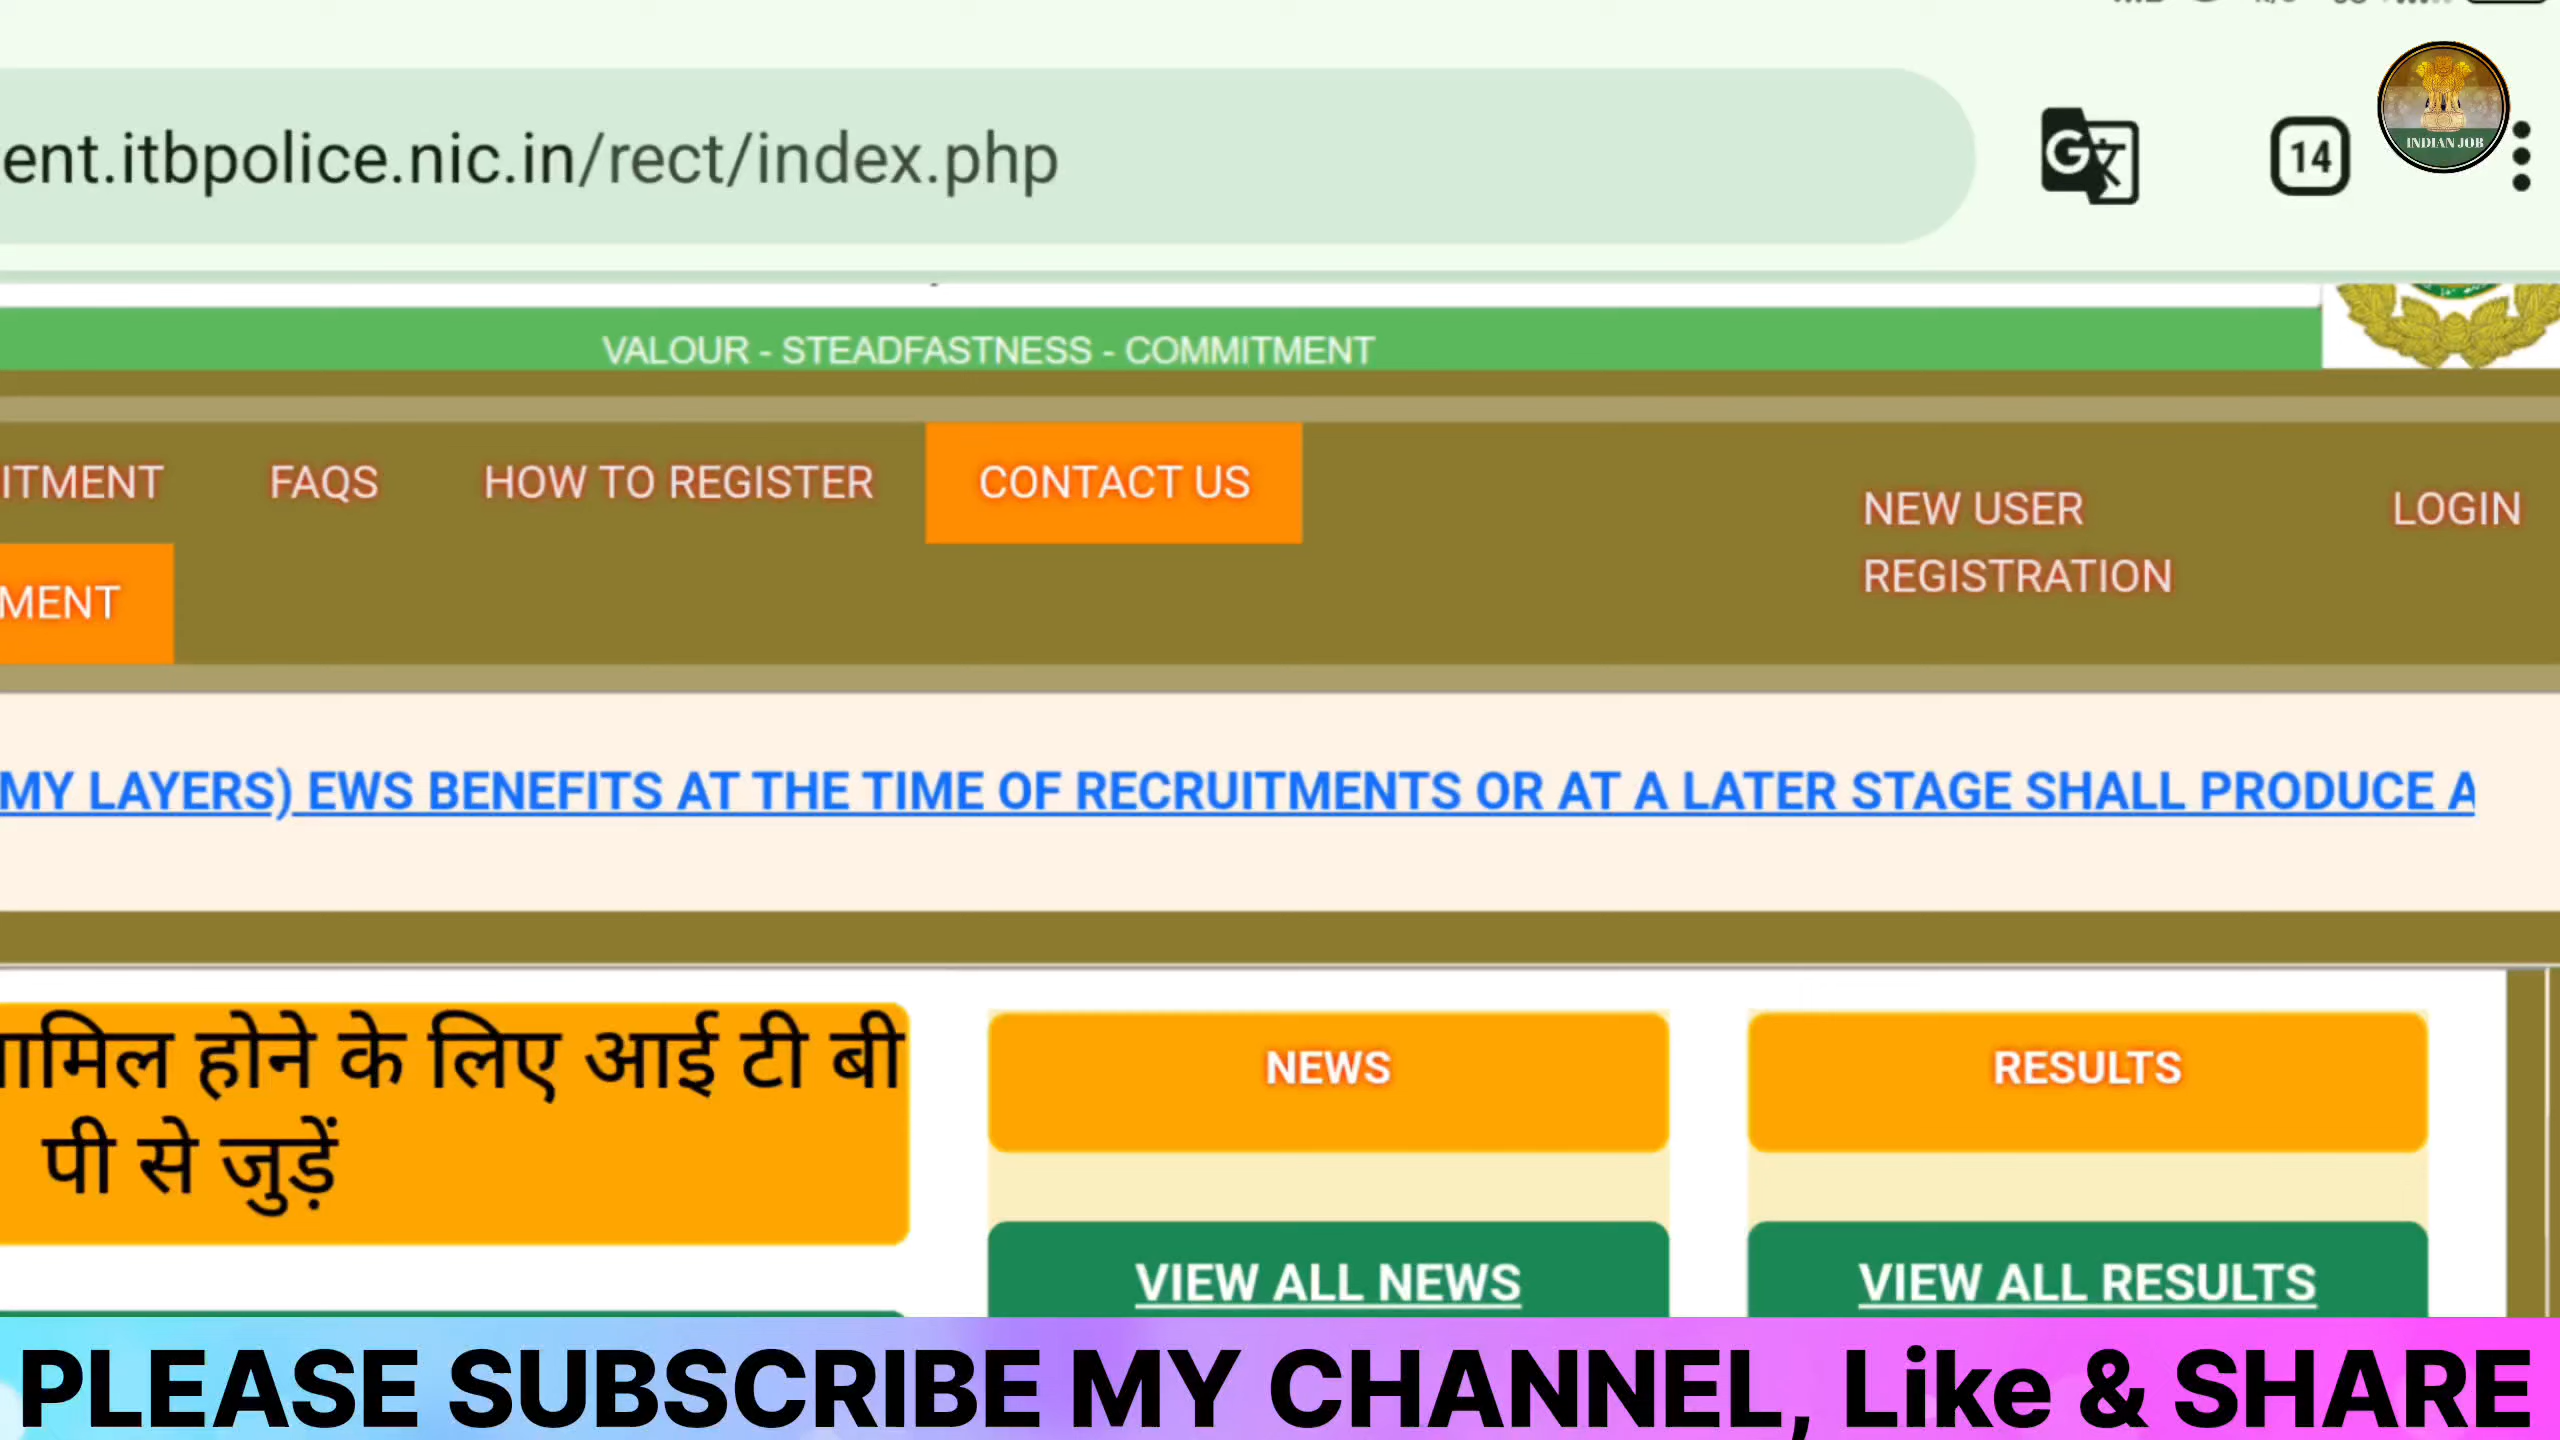 ent.itbpolice.nic.in/rect/index.php
14
INDIAN JOB
VALOUR - STEADFASTNESS - COMMITMENT
ITMENT FAQS HOW TO REGISTER CONTACT US
NEW USER REGISTRATION
LOGIN
MENT
MY LAYERS) EWS BENEFITS AT THE TIME OF RECRUITMENTS OR AT A LATER STAGE SHALL PRODUCE A
ामिल होने के लिए आई टी बी
पी से जुड़ें
NEWS
RESULTS
VIEW ALL NEWS
VIEW ALL RESULTS
PLEASE SUBSCRIBE MY CHANNEL, Like & SHARE